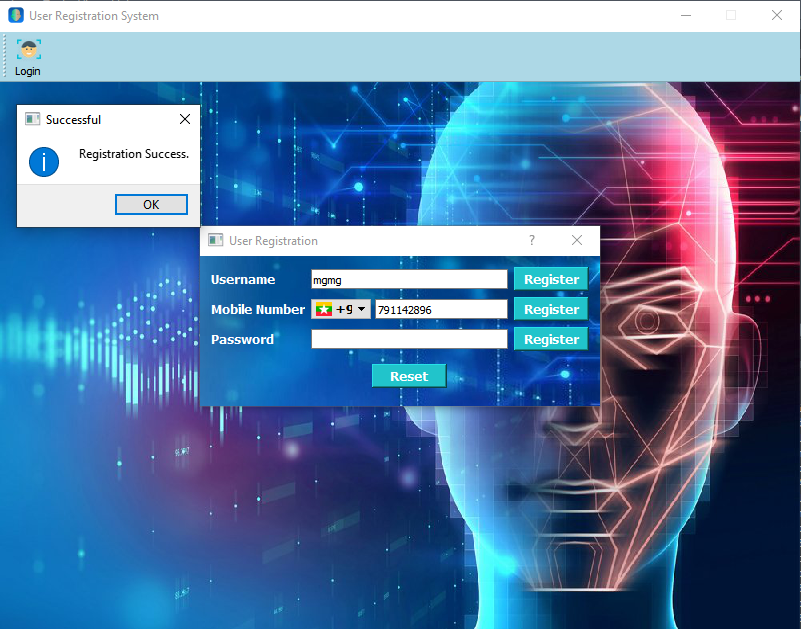 User Registration System
Login
Successful
Registration Success.
OK
User Registration
?
Username mgmg Register
Mobile Number +9 791142896 Register
Password Register
Reset